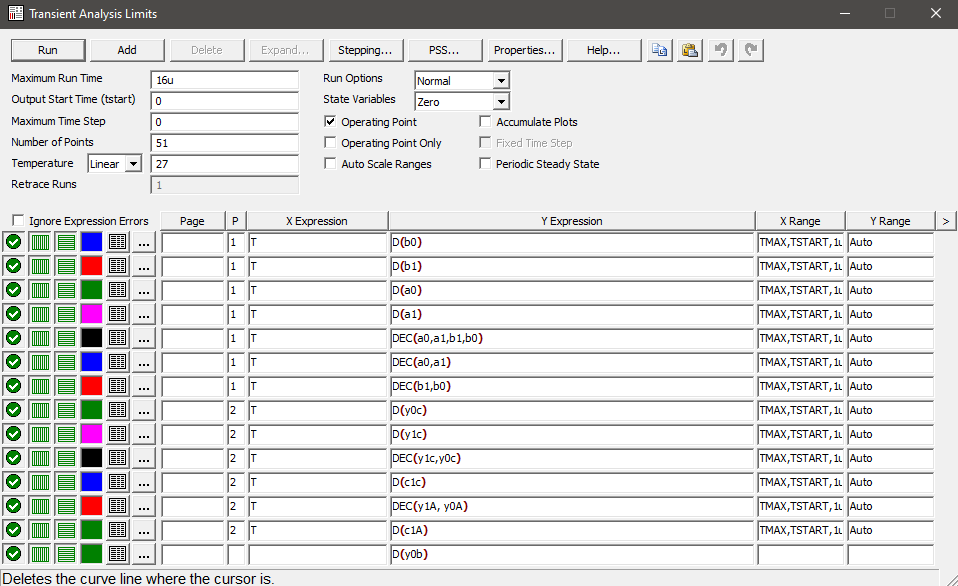 Transient Analysis Limits
Run Add Delete Expand... Stepping... PSS... Properties... Help...
Maximum Run Time 16u Run Options Normal
Output Start Time (tstart) 0 State Variables Zero
Maximum Time Step 0 Operating Point Accumulate Plots
Number of Points 51 Operating Point Only Fixed Time Step
Temperature Linear 27 Auto Scale Ranges Periodic Steady State
Retrace Runs 1
Ignore Expression Errors Page P X Expression Y Expression X Range Y Range >
... 1 T D(b0) TMAX,TSTART,1u Auto
... 1 T D(b1) TMAX,TSTART,1u Auto
... 1 T D(a0) TMAX,TSTART,1u Auto
... 1 T D(a1) TMAX,TSTART,1u Auto
... 1 T DEC(a0,a1,b1,b0) TMAX,TSTART,1u Auto
... 1 T DEC(a0,a1) TMAX,TSTART,1u Auto
... 1 T DEC(b1,b0) TMAX,TSTART,1u Auto
... 2 T D(y0c) TMAX,TSTART,1u Auto
... 2 T D(y1c) TMAX,TSTART,1u Auto
... 2 T DEC(y1c,y0c) TMAX,TSTART,1u Auto
... 2 T D(c1c) TMAX,TSTART,1u Auto
... 2 T DEC(y1A, y0A) TMAX,TSTART,1u Auto
... 2 T D(c1A) TMAX,TSTART,1u Auto
... D(y0b)
Deletes the curve line where the cursor is.